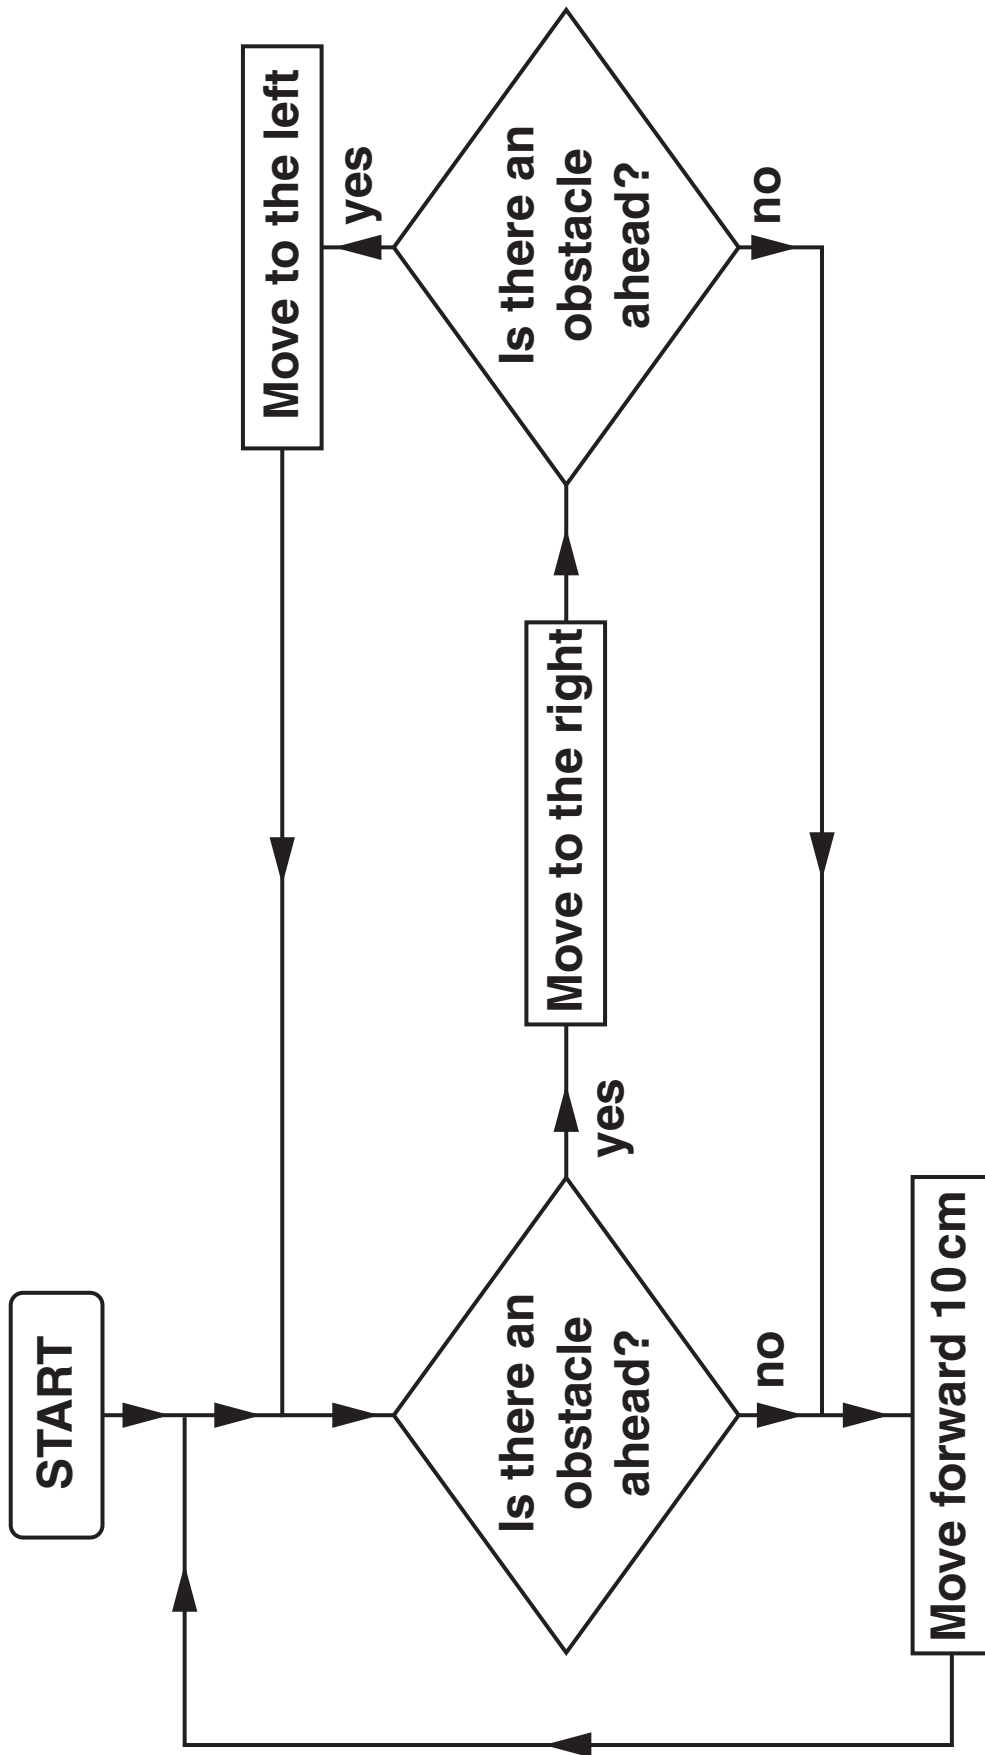 START
Is there an
obstacle
ahead?
yes
no
Move to the right
Move forward 10 cm
Is there an
obstacle
ahead?
yes
no
Move to the left